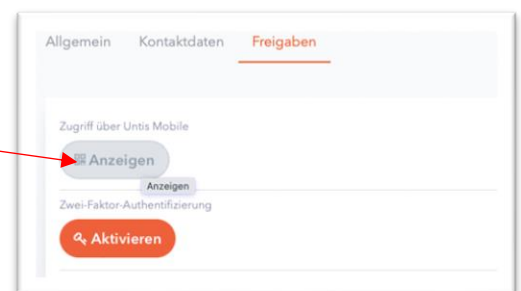 Allgemein Kontaktdaten Freigaben
Zugriff über Untis Mobile
Anzeigen
Anzeigen
Zwei-Faktor-Authentifizierung
Aktivieren